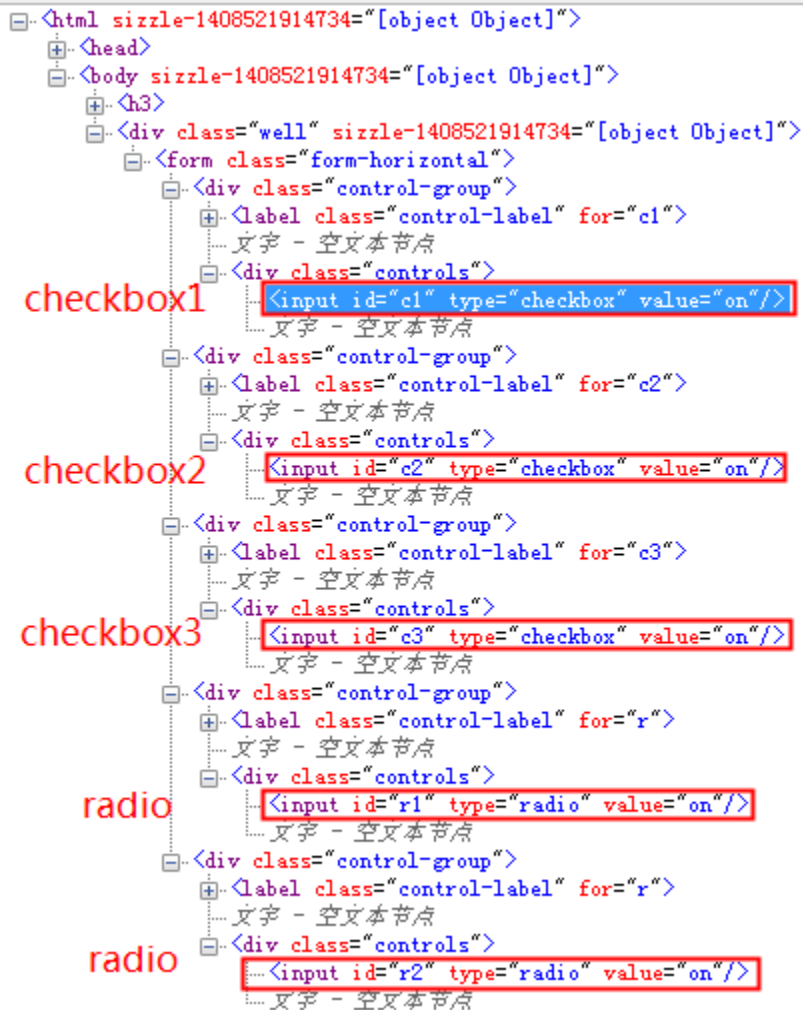 <html sizzle-1408521914734="[object Object]">
<head>
<body sizzle-1408521914734="[object Object]">
<h3>
<div class="well" sizzle-1408521914734="[object Object]">
<form class="form-horizontal">
<div class="control-group">
<label class="control-label" for="c1">
文字 - 空文本节点
<div class="controls">
checkbox1 <input id="c1" type="checkbox" value="on"/>
文字 - 空文本节点
<div class="control-group">
<label class="control-label" for="c2">
文字 - 空文本节点
<div class="controls">
checkbox2 <input id="c2" type="checkbox" value="on"/>
文字 - 空文本节点
<div class="control-group">
<label class="control-label" for="c3">
文字 - 空文本节点
<div class="controls">
checkbox3 <input id="c3" type="checkbox" value="on"/>
文字 - 空文本节点
<div class="control-group">
<label class="control-label" for="r">
文字 - 空文本节点
<div class="controls">
radio <input id="r1" type="radio" value="on"/>
文字 - 空文本节点
<div class="control-group">
<label class="control-label" for="r">
文字 - 空文本节点
<div class="controls">
radio <input id="r2" type="radio" value="on"/>
文字 - 空文本节点